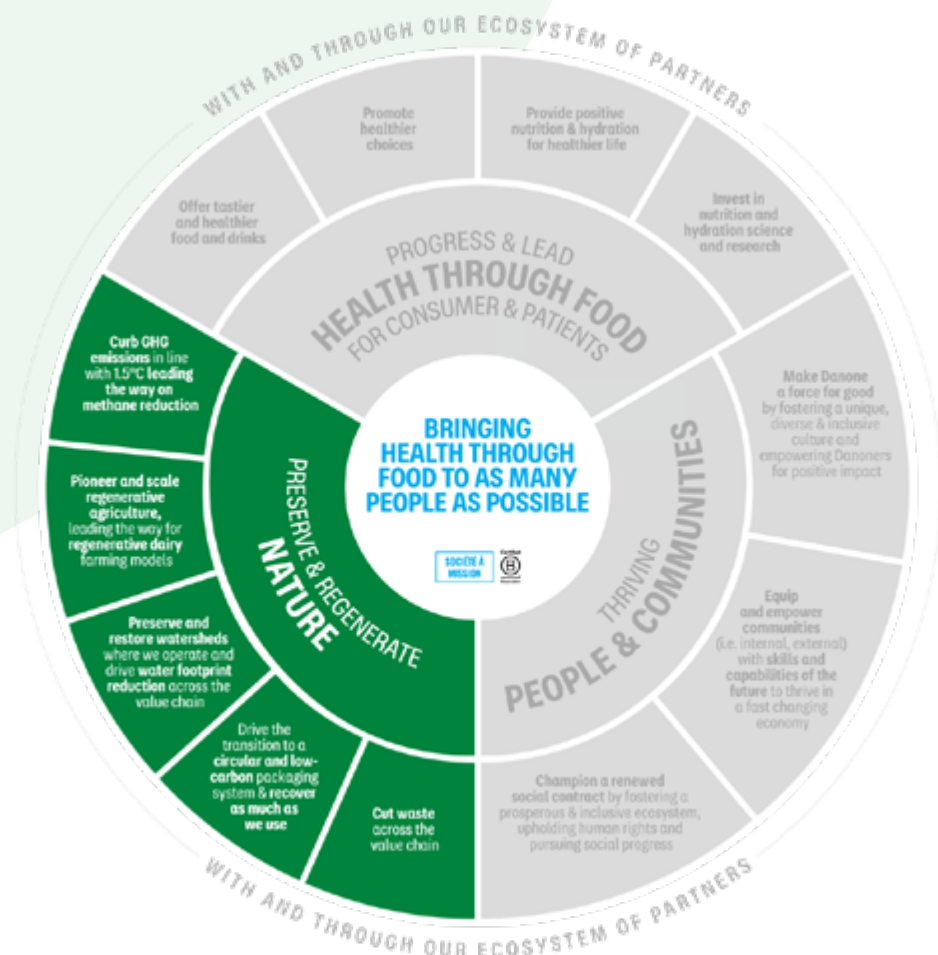 WITH AND THROUGH OUR ECOSYSTEM OF PARTNERS
Promote
healthier
choices
Provide positive
nutrition & hydration
for healthier life
Offer tastier
and healthier
food and drinks
Invest in
nutrition and
hydration science
and research
PROGRESS & LEAD
HEALTH THROUGH FOOD
FOR CONSUMER & PATIENTS
Curb GHG
emissions in line
with 1.5°C leading
the way on
methane reduction
Make Danone
a force for good
by fostering a unique,
diverse & inclusive
culture and
empowering Danoners
for positive impact
BRINGING
HEALTH THROUGH
FOOD TO AS MANY
PEOPLE AS POSSIBLE
SOCIÉTÉ À
MISSION
Certified
B
Pioneer and scale
regenerative
agriculture,
leading the way for
regenerative dairy
farming models
PRESERVE & REGENERATE
NATURE
THRIVING
PEOPLE & COMMUNITIES
Equip
and empower
communities
(i.e. internal, external)
with skills and
capabilities of the
future to thrive in
a fast changing
economy
Preserve and
restore watersheds
where we operate and
drive water footprint
reduction across the
value chain
Drive the
transition to a
circular and low-
carbon packaging
system & recover
as much as
we use
Cut waste
across the
value chain
Champion a renewed
social contract by fostering a
prosperous & inclusive ecosystem,
upholding human rights and
pursuing social progress
WITH AND THROUGH OUR ECOSYSTEM OF PARTNERS